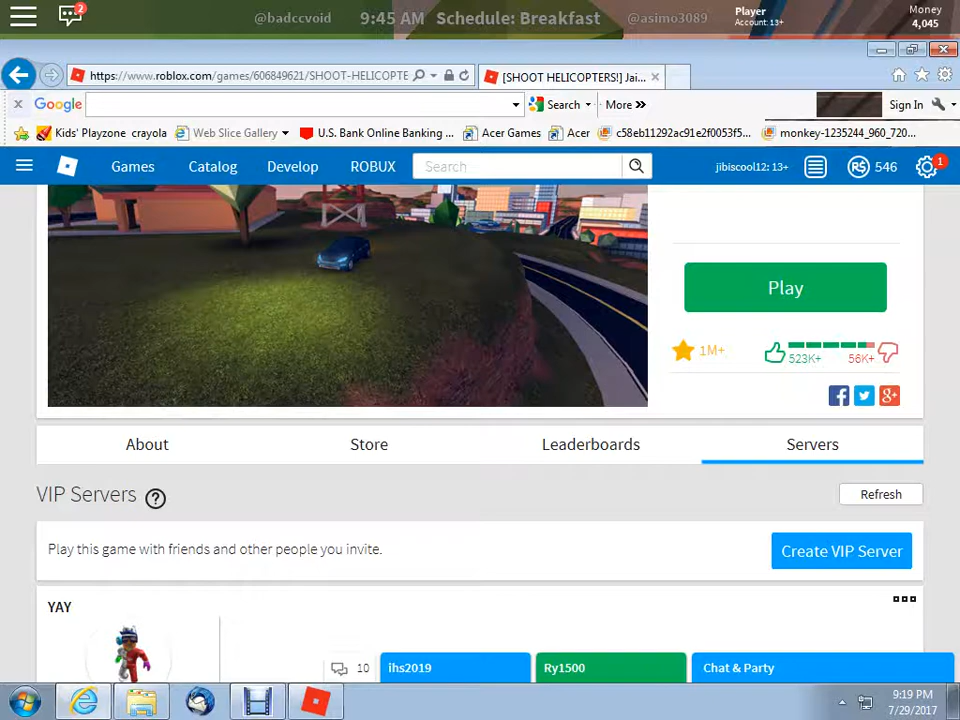 2
@badccvoid 9:45 AM Schedule: Breakfast @asimo3089 Player Money
Account: 13+ 4,045
https://www.roblox.com/games/606849621/SHOOT-HELICOPTE [SHOOT HELICOPTERS!] Jai...
x Google Search More » Sign In
Kids' Playzone crayola Web Slice Gallery U.S. Bank Online Banking ... Acer Games Acer c58eb11292ac91e2f0053f5... monkey-1235244_960_720...
Games Catalog Develop ROBUX Search jibiscool12: 13+ R$ 546 1
Play
1M+ 523K+ 56K+
About Store Leaderboards Servers
VIP Servers ? Refresh
Play this game with friends and other people you invite. Create VIP Server
YAY
10 ihs2019 Ry1500 Chat & Party
9:19 PM
7/29/2017